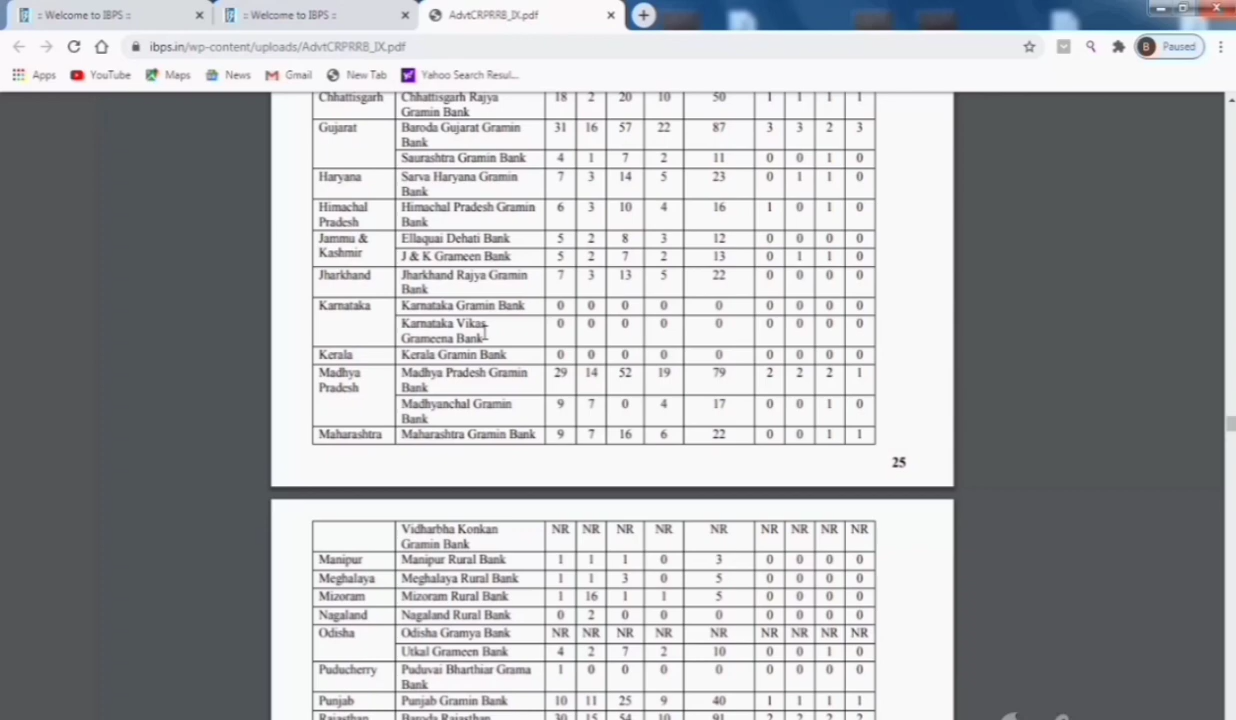 :: Welcome to IBPS ::
:: Welcome to IBPS ::
AdvtCRPRRB_IX.pdf
ibps.in/wp-content/uploads/AdvtCRPRRB_IX.pdf
B Paused
Apps YouTube Maps News Gmail New Tab Yahoo Search Resul...
Chhattisgarh Chhattisgarh Rajya 18 2 20 10 50 1 1 1 1
Gramin Bank
Gujarat Baroda Gujarat Gramin 31 16 57 22 87 3 3 2 3
Bank
Saurashtra Gramin Bank 4 1 7 2 11 0 0 1 0
Haryana Sarva Haryana Gramin 7 3 14 5 23 0 1 1 0
Bank
Himachal Himachal Pradesh Gramin 6 3 10 4 16 1 0 1 0
Pradesh Bank
Jammu & Ellaquai Dehati Bank 5 2 8 3 12 0 0 0 0
Kashmir J & K Grameen Bank 5 2 7 2 13 0 1 1 0
Jharkhand Jharkhand Rajya Gramin 7 3 13 5 22 0 0 0 0
Bank
Karnataka Karnataka Gramin Bank 0 0 0 0 0 0 0 0 0
Karnataka Vikas 0 0 0 0 0 0 0 0 0
Grameena Bank
Kerala Kerala Gramin Bank 0 0 0 0 0 0 0 0 0
Madhya Madhya Pradesh Gramin 29 14 52 19 79 2 2 2 1
Pradesh Bank
Madhyanchal Gramin 9 7 0 4 17 0 0 1 0
Bank
Maharashtra Maharashtra Gramin Bank 9 7 16 6 22 0 0 1 1
25
Vidharbha Konkan NR NR NR NR NR NR NR NR NR
Gramin Bank
Manipur Manipur Rural Bank 1 1 1 0 3 0 0 0 0
Meghalaya Meghalaya Rural Bank 1 1 3 0 5 0 0 0 0
Mizoram Mizoram Rural Bank 1 16 1 1 5 0 0 0 0
Nagaland Nagaland Rural Bank 0 2 0 0 0 0 0 0 0
Odisha Odisha Gramya Bank NR NR NR NR NR NR NR NR NR
Utkal Grameen Bank 4 2 7 2 10 0 0 1 0
Puducherry Puduvai Bharthiar Grama 1 0 0 0 0 0 0 0 0
Bank
Punjab Punjab Gramin Bank 10 11 25 9 40 1 1 1 1
Rajasthan Baroda Rajasthan 30 15 54 10 91 2 2 2 2